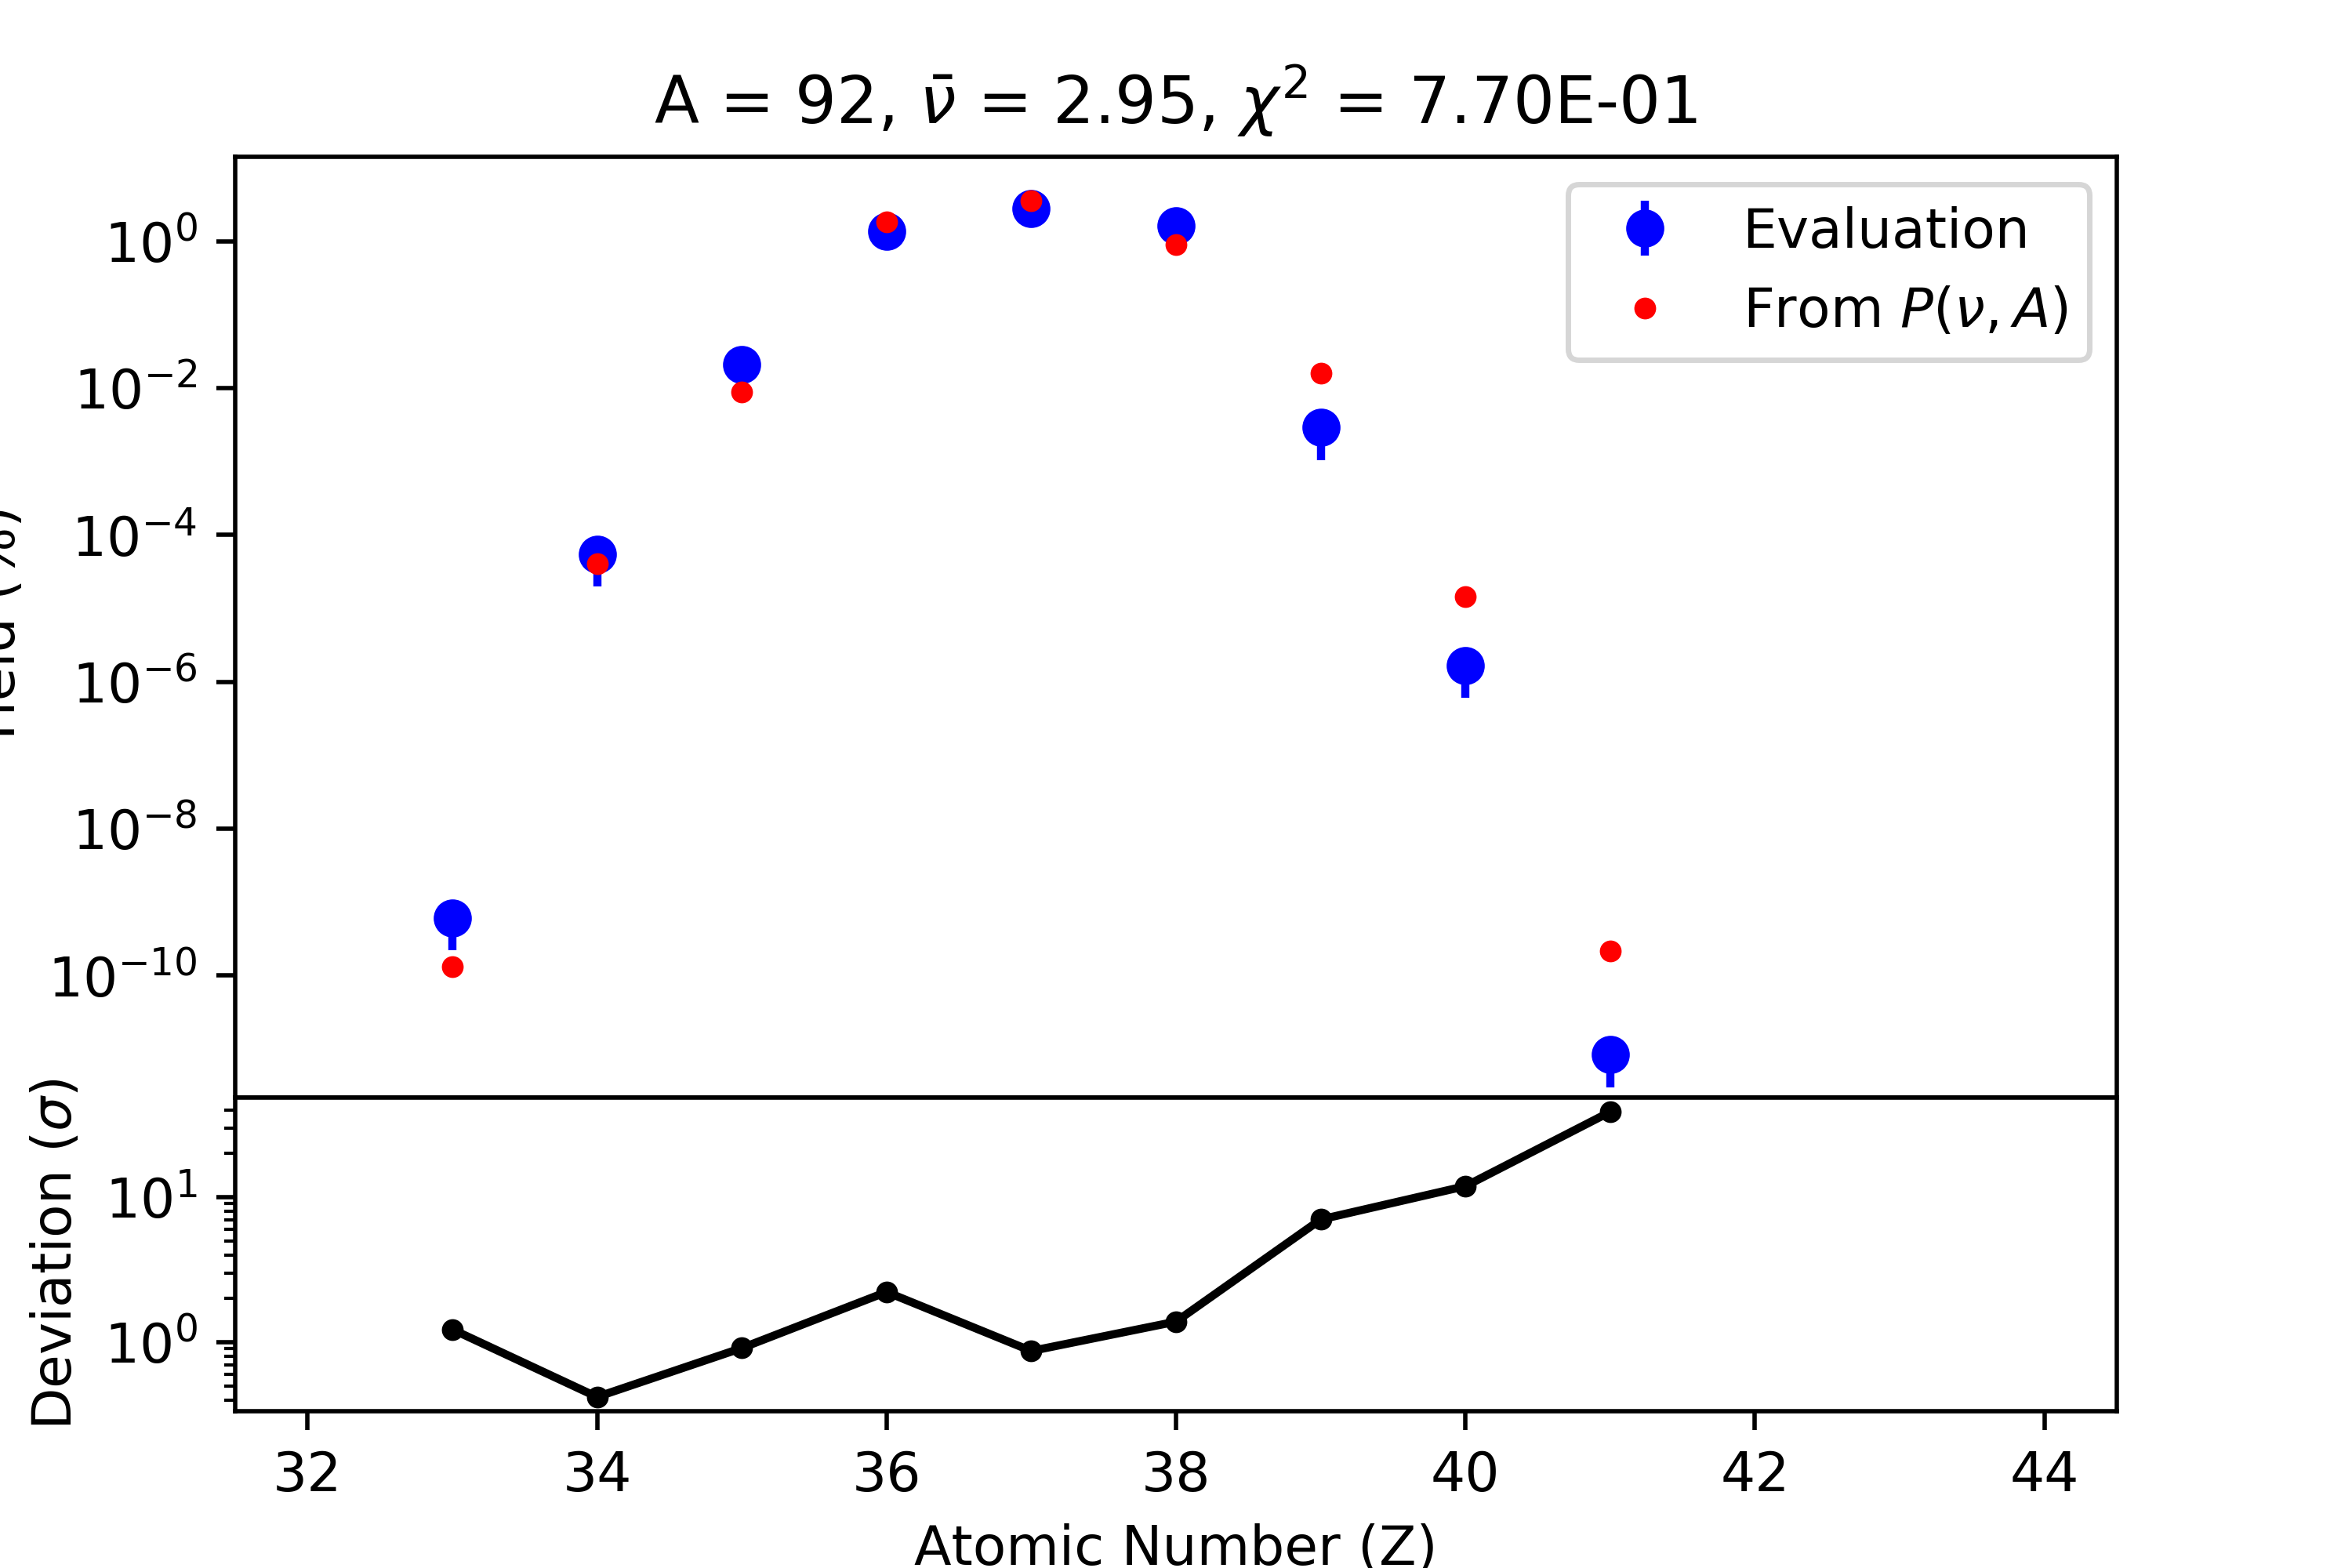 A = 92, ν̄ = 2.95, χ² = 7.70E-01
Evaluation
From P(ν, A)
10⁰
10⁻²
10⁻⁴
10⁻⁶
10⁻⁸
10⁻¹⁰
(%)
Deviation (σ)
10¹
10⁰
32 34 36 38 40 42 44
Atomic Number (Z)